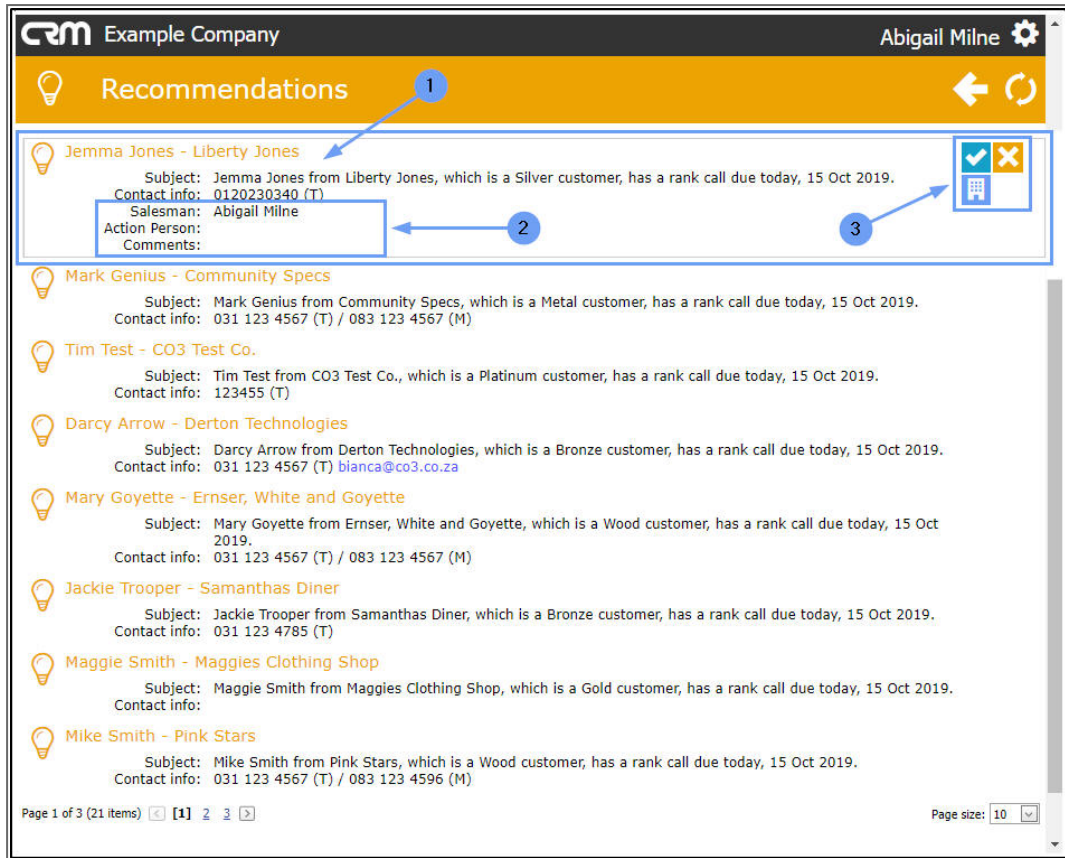 CRM Example Company
Abigail Milne
Recommendations
1
Jemma Jones - Liberty Jones
Subject: Jemma Jones from Liberty Jones, which is a Silver customer, has a rank call due today, 15 Oct 2019.
Contact info: 0120230340 (T)
Salesman: Abigail Milne
Action Person:
Comments:
2
3
Mark Genius - Community Specs
Subject: Mark Genius from Community Specs, which is a Metal customer, has a rank call due today, 15 Oct 2019.
Contact info: 031 123 4567 (T) / 083 123 4567 (M)
Tim Test - CO3 Test Co.
Subject: Tim Test from CO3 Test Co., which is a Platinum customer, has a rank call due today, 15 Oct 2019.
Contact info: 123455 (T)
Darcy Arrow - Derton Technologies
Subject: Darcy Arrow from Derton Technologies, which is a Bronze customer, has a rank call due today, 15 Oct 2019.
Contact info: 031 123 4567 (T) bianca@co3.co.za
Mary Goyette - Ernser, White and Goyette
Subject: Mary Goyette from Ernser, White and Goyette, which is a Wood customer, has a rank call due today, 15 Oct
2019.
Contact info: 031 123 4567 (T) / 083 123 4567 (M)
Jackie Trooper - Samanthas Diner
Subject: Jackie Trooper from Samanthas Diner, which is a Bronze customer, has a rank call due today, 15 Oct 2019.
Contact info: 031 123 4785 (T)
Maggie Smith - Maggies Clothing Shop
Subject: Maggie Smith from Maggies Clothing Shop, which is a Gold customer, has a rank call due today, 15 Oct 2019.
Contact info:
Mike Smith - Pink Stars
Subject: Mike Smith from Pink Stars, which is a Wood customer, has a rank call due today, 15 Oct 2019.
Contact info: 031 123 4567 (T) / 083 123 4596 (M)
Page 1 of 3 (21 items) < [1] 2 3 >
Page size: 10